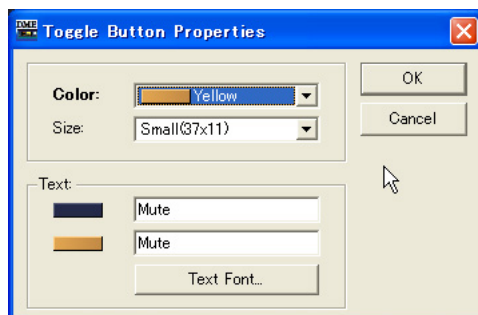 DME
Toggle Button Properties
Color: Yellow
OK
Size: Small(37x11)
Cancel
Text:
Mute
Mute
Text Font...